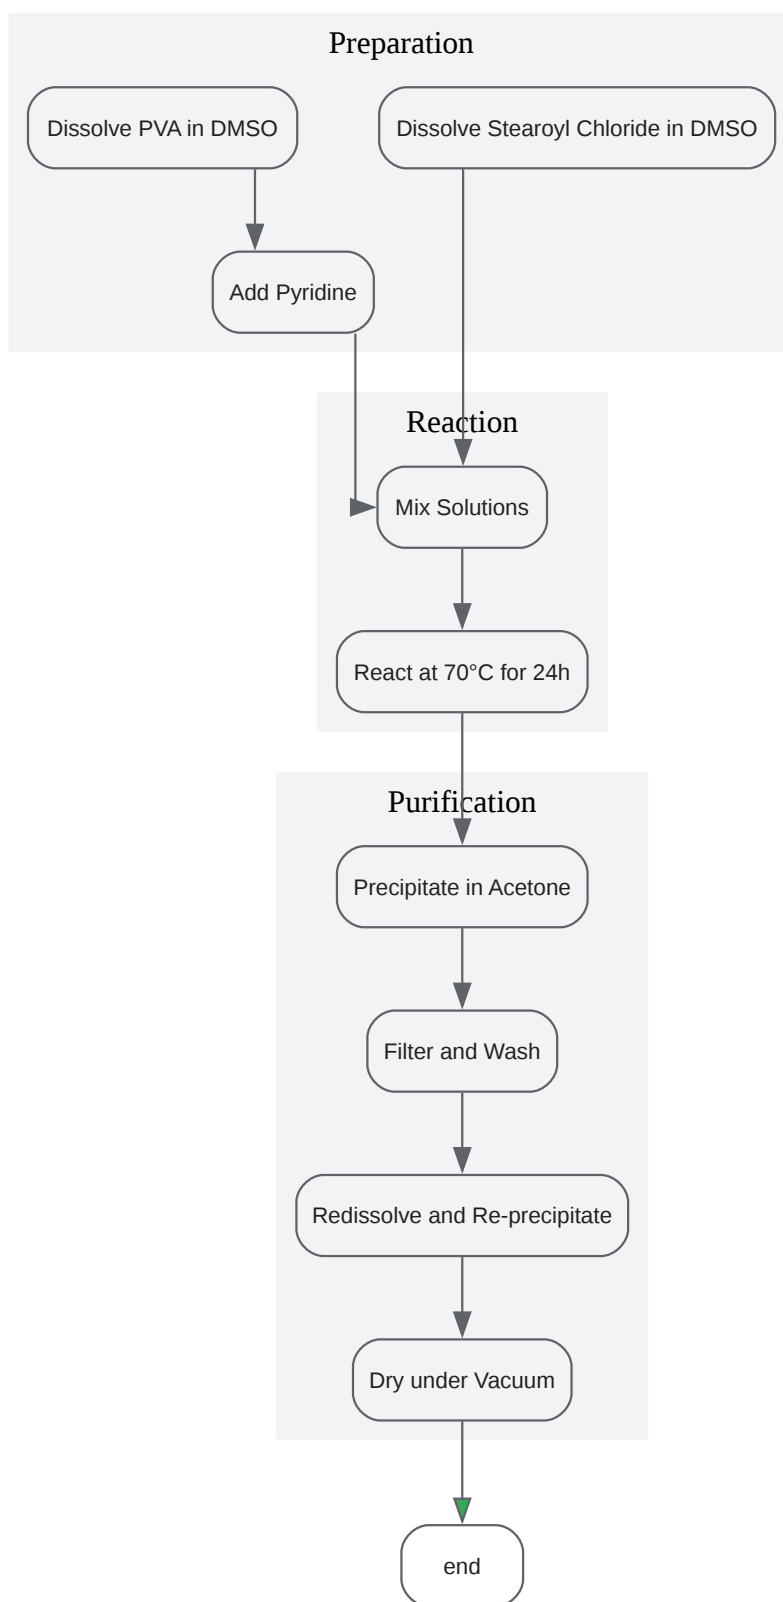 Preparation
Dissolve PVA in DMSO
Dissolve Stearoyl Chloride in DMSO
Add Pyridine
Reaction
Mix Solutions
React at 70°C for 24h
Purification
Precipitate in Acetone
Filter and Wash
Redissolve and Re-precipitate
Dry under Vacuum
end